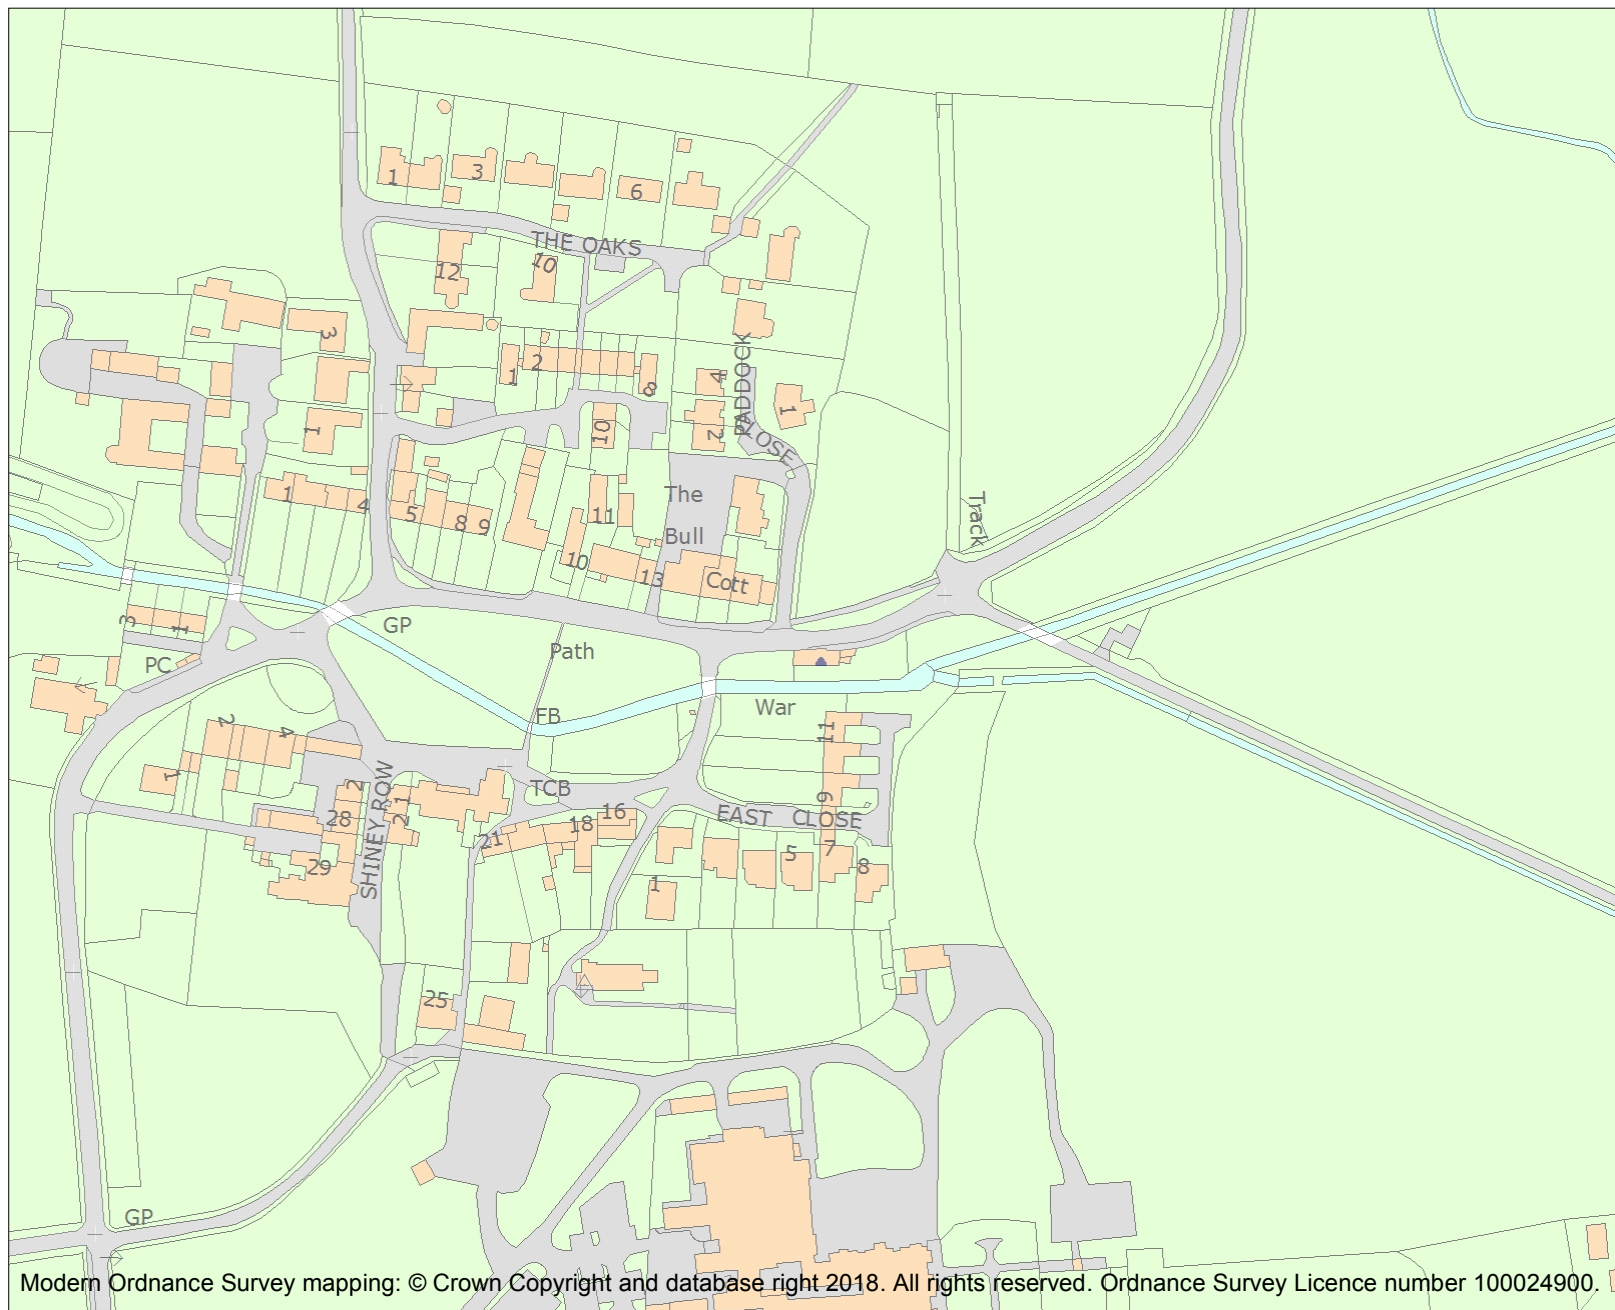 1
3
6
THE OAKS
12
10
3
1
2
8
4
PADDOCK
CLOSE
1
2
1
10
1
4
5
8
9
11
10
13
The
Bull
Cott
Track
3
1
GP
Path
PC
FB
War
2
4
1
11
9
TCB
2
21
28
29
SHINEY ROW
16
18
21
EAST CLOSE
5
7
8
1
25
GP
Modern Ordnance Survey mapping: © Crown Copyright and database right 2018. All rights reserved. Ordnance Survey Licence number 100024900.